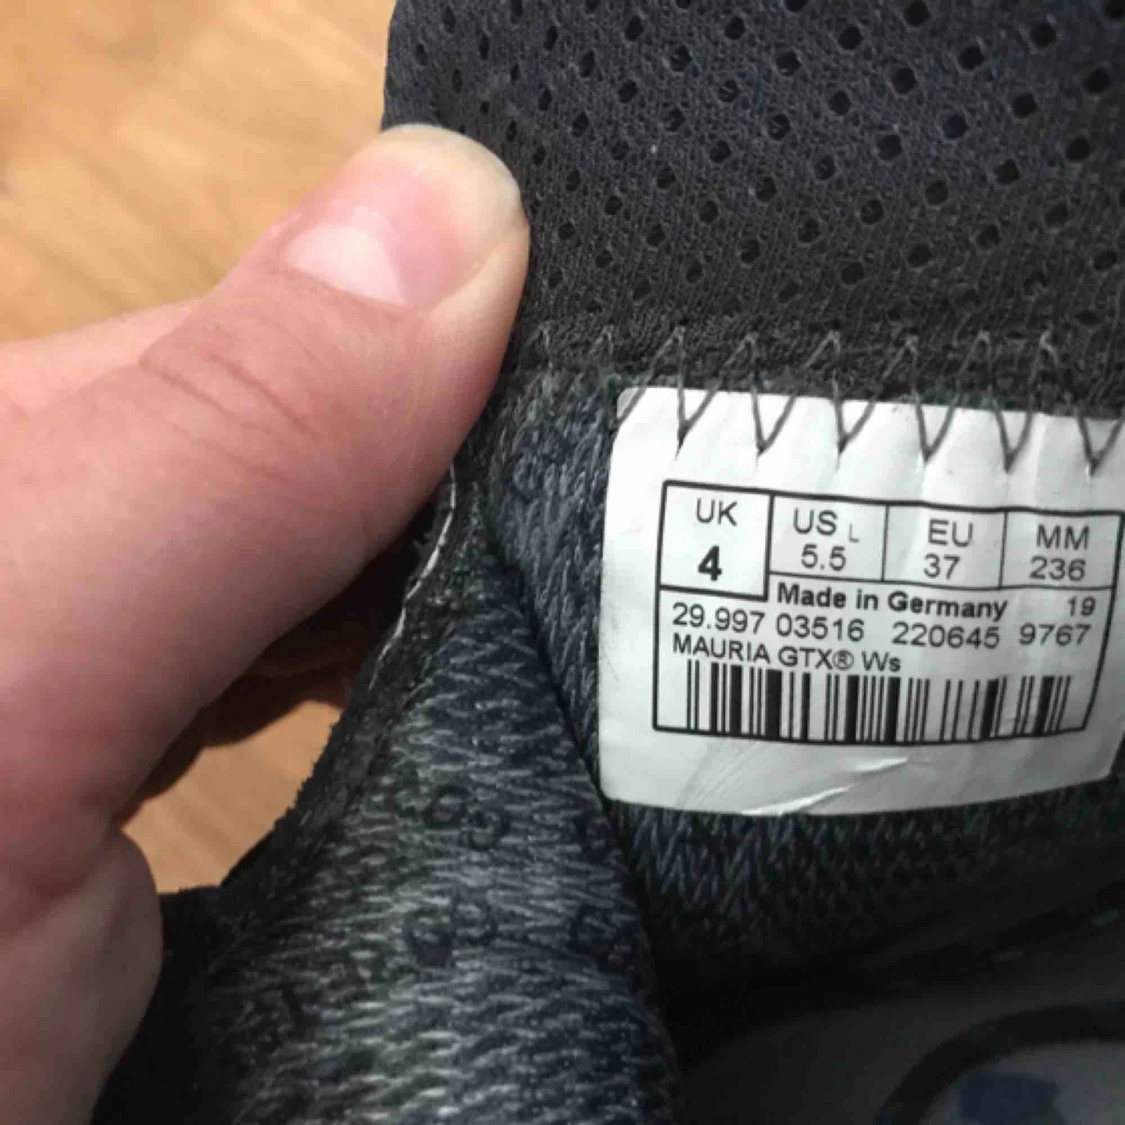 UK US L EU MM
4 5.5 37 236
Made in Germany 19
29.997 03516 220645 9767
MAURIA GTX® Ws